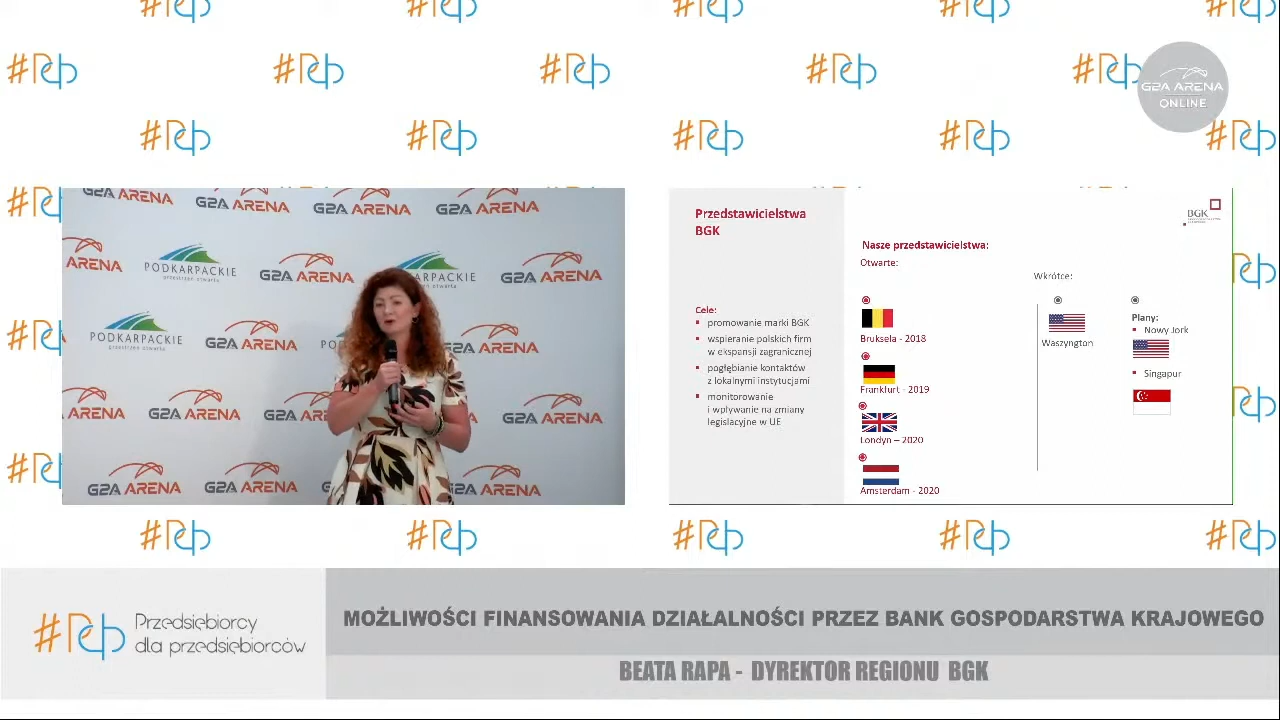 #Pdp
G2A ARENA
ONLINE
G2A ARENA
PODKARPACKIE
przestrzeń otwarta
Przedstawicielstwa
BGK
Cele:
promowanie marki BGK
wspieranie polskich firm
w ekspansji zagranicznej
pogłębianie kontaktów
z lokalnymi instytucjami
monitorowanie
i wpływanie na zmiany
legislacyjne w UE
BGK
Nasze przedstawicielstwa:
Otwarte:
Bruksela - 2018
Frankfurt - 2019
Londyn – 2020
Amsterdam - 2020
Wkrótce:
Waszyngton
Plany:
Nowy Jork
Singapur
#Pdp Przedsiębiorcy
dla przedsiębiorców
MOŻLIWOŚCI FINANSOWANIA DZIAŁALNOŚCI PRZEZ BANK GOSPODARSTWA KRAJOWEGO
BEATA RAPA - DYREKTOR REGIONU BGK